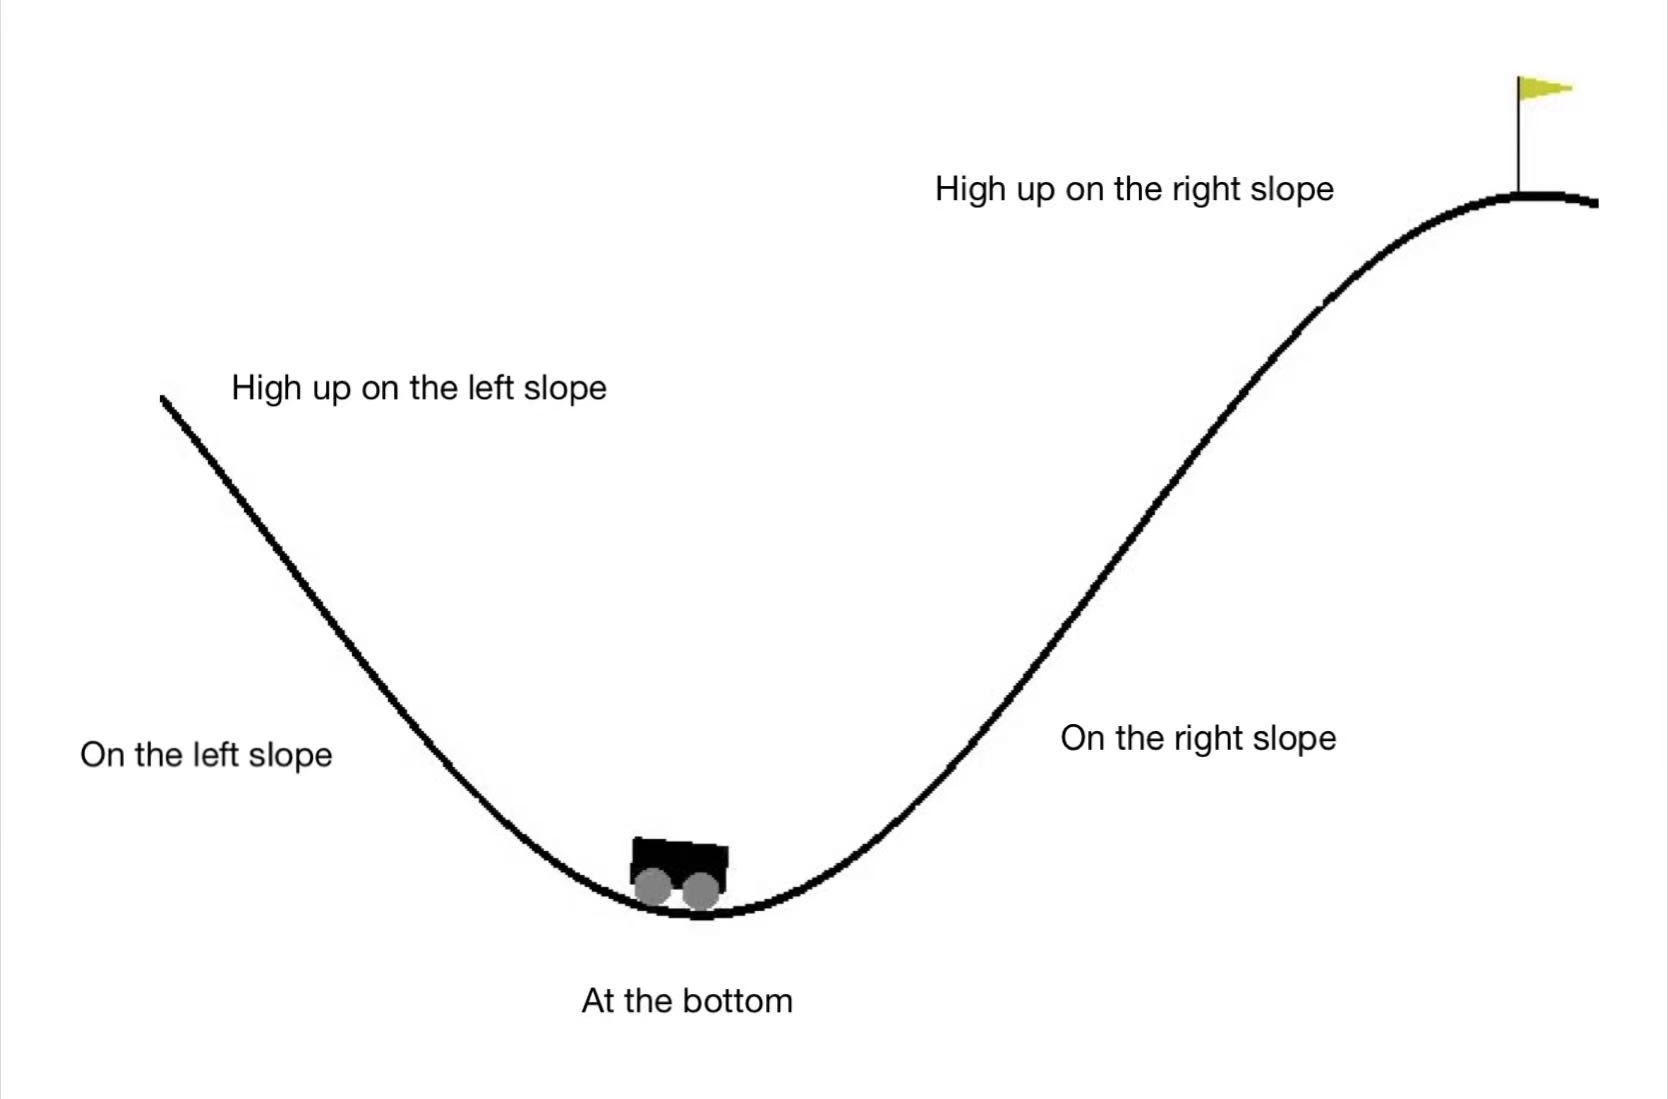 High up on the right slope
High up on the left slope
On the right slope
On the left slope
At the bottom